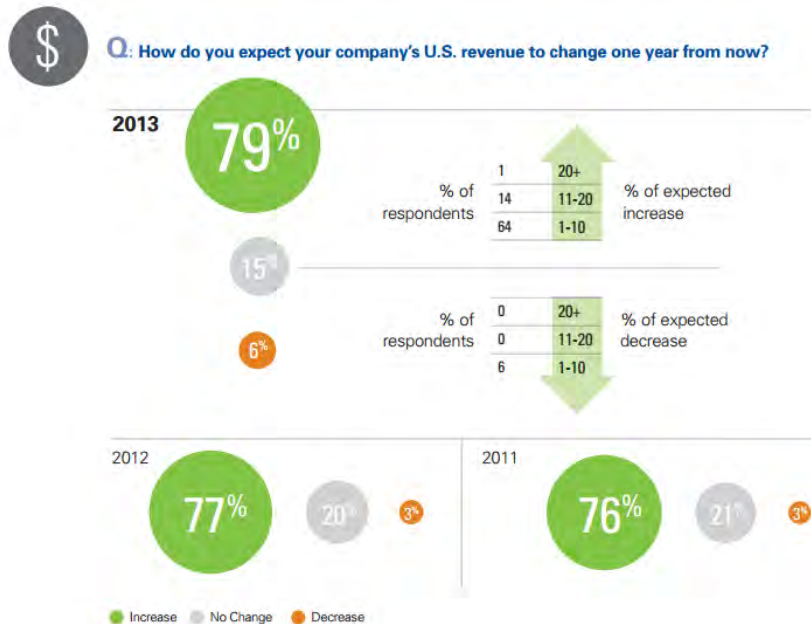 $
Q: How do you expect your company's U.S. revenue to change one year from now?
2013
79%
% of
respondents
1 20+
14 11-20
64 1-10
% of expected
increase
15%
6%
% of
respondents
0 20+
0 11-20
6 1-10
% of expected
decrease
2012
77%
20%
3%
2011
76%
21%
3%
Increase No Change Decrease